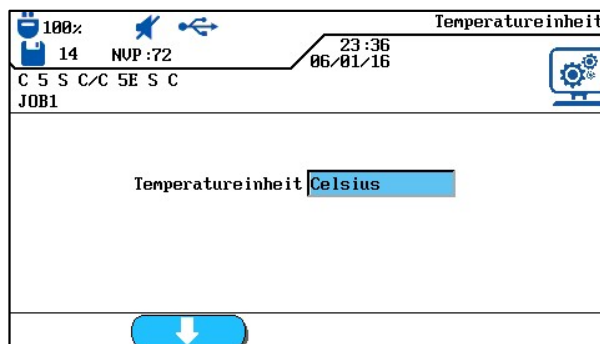 100%
Temperatureinheit
14 NVP:72
23:36
06/01/16
C 5 S C/C 5E S C
JOB1
Temperatureinheit Celsius